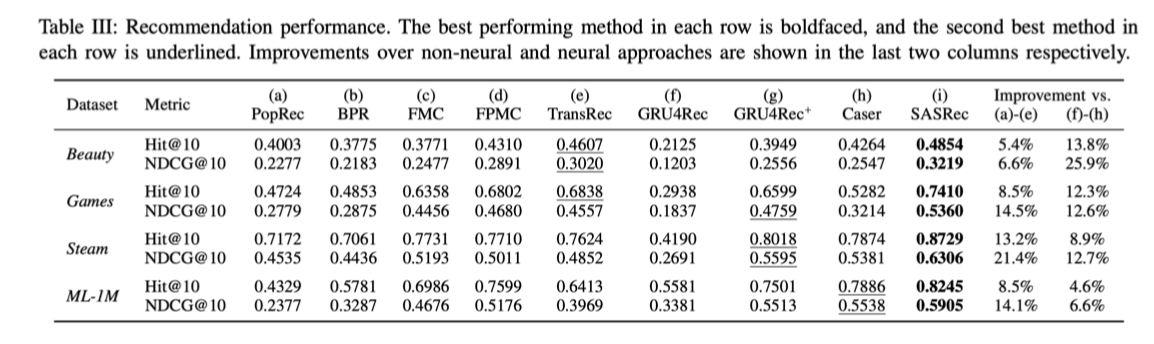 Table III: Recommendation performance. The best performing method in each row is boldfaced, and the second best method in
each row is underlined. Improvements over non-neural and neural approaches are shown in the last two columns respectively.
Dataset Metric (a) PopRec (b) BPR (c) FMC (d) FPMC (e) TransRec (f) GRU4Rec (g) GRU4Rec⁺ (h) Caser (i) SASRec Improvement vs. (a)-(e) (f)-(h)
Beauty Hit@10 0.4003 0.3775 0.3771 0.4310 0.4607 0.2125 0.3949 0.4264 0.4854 5.4% 13.8%
NDCG@10 0.2277 0.2183 0.2477 0.2891 0.3020 0.1203 0.2556 0.2547 0.3219 6.6% 25.9%
Games Hit@10 0.4724 0.4853 0.6358 0.6802 0.6838 0.2938 0.6599 0.5282 0.7410 8.5% 12.3%
NDCG@10 0.2779 0.2875 0.4456 0.4680 0.4557 0.1837 0.4759 0.3214 0.5360 14.5% 12.6%
Steam Hit@10 0.7172 0.7061 0.7731 0.7710 0.7624 0.4190 0.8018 0.7874 0.8729 13.2% 8.9%
NDCG@10 0.4535 0.4436 0.5193 0.5011 0.4852 0.2691 0.5595 0.5381 0.6306 21.4% 12.7%
ML-1M Hit@10 0.4329 0.5781 0.6986 0.7599 0.6413 0.5581 0.7501 0.7886 0.8245 8.5% 4.6%
NDCG@10 0.2377 0.3287 0.4676 0.5176 0.3969 0.3381 0.5513 0.5538 0.5905 14.1% 6.6%